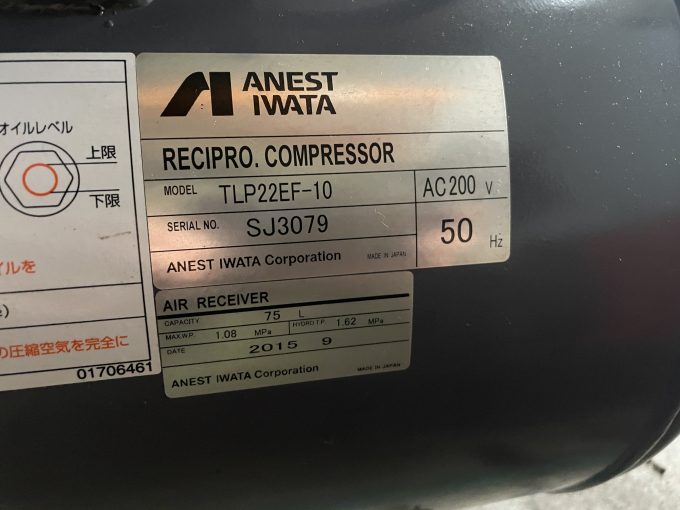 オイルレベル
上限
下限
イルを
の圧縮空気を完全に
01706461
ANEST
IWATA
RECIPRO. COMPRESSOR
MODEL TLP22EF-10
AC200 V
SERIAL NO. SJ3079
50 Hz
ANEST IWATA Corporation MADE IN JAPAN
AIR RECEIVER
CAPACITY 75 L
MAX.W.P. 1.08 MPa HYDRO T.P. 1.62 MPa
DATE 2015 9
ANEST IWATA Corporation MADE IN JAPAN